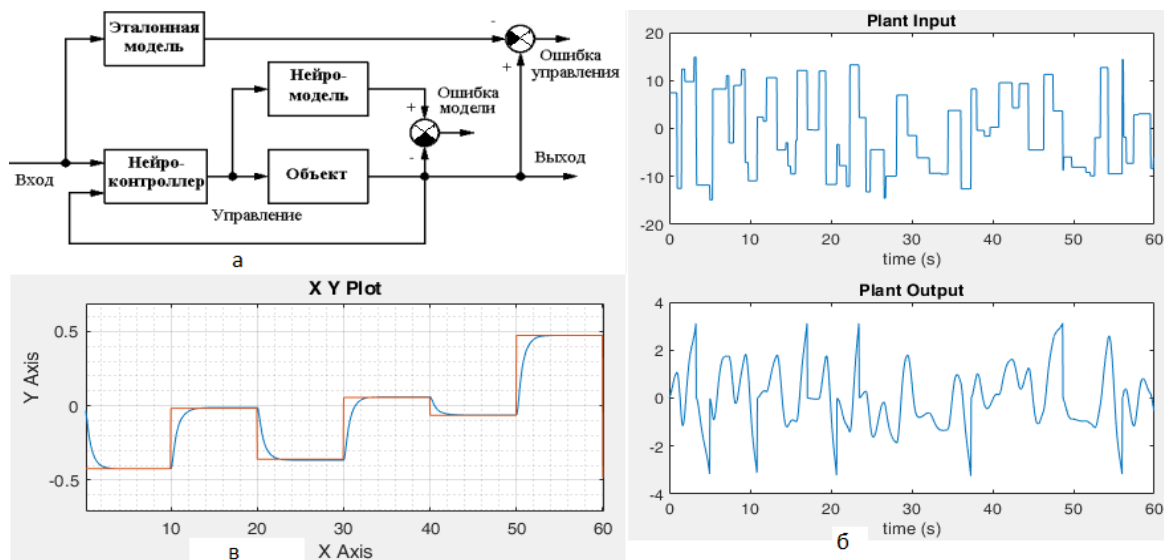 Эталонная
модель
-
+
Ошибка
управления
Нейро-
модель
+
-
Ошибка
модели
Вход
Нейро-
контроллер
Объект
Выход
Управление
а
Plant Input
20
10
0
-10
-20
0
10
20
30
40
50
60
time (s)
Plant Output
4
2
0
-2
-4
0
10
20
30
40
50
60
time (s)
б
X Y Plot
Y Axis
0.5
0
-0.5
10
20
30
40
50
60
X Axis
в